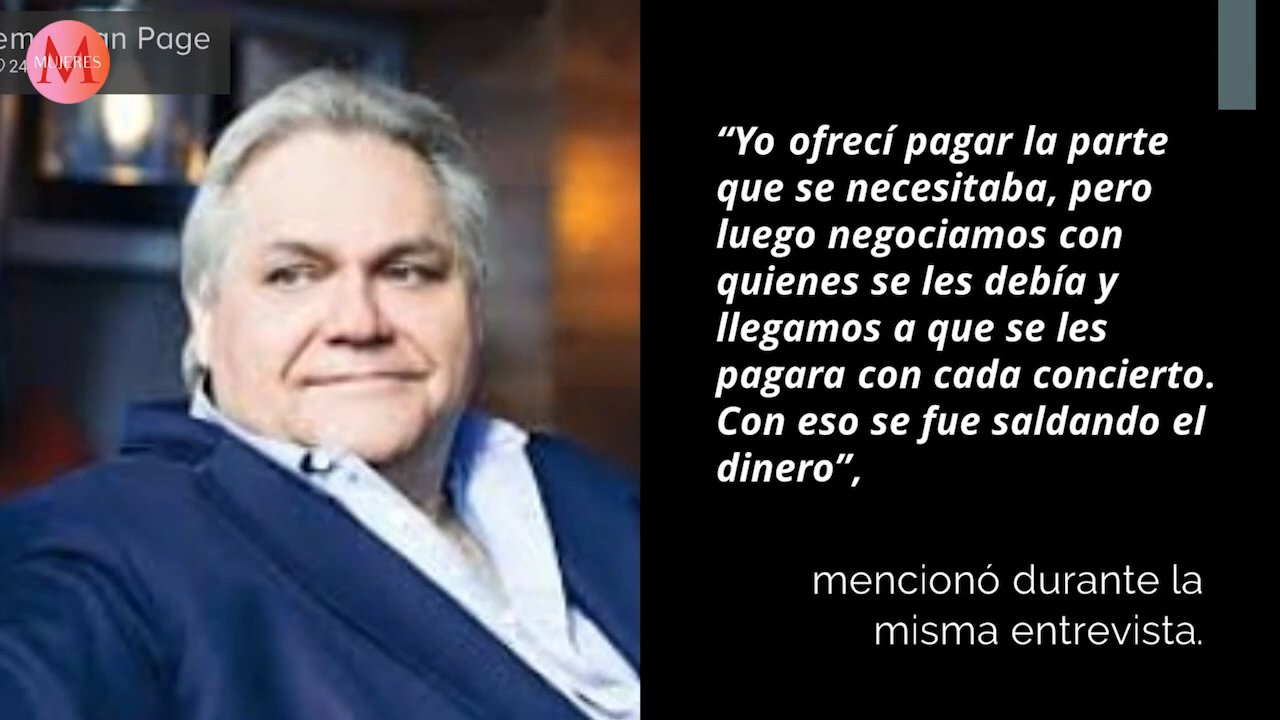 an Page
24
M
MUJERES
“Yo ofrecí pagar la parte
que se necesitaba, pero
luego negociamos con
quienes se les debía y
llegamos a que se les
pagara con cada concierto.
Con eso se fue saldando el
dinero”,
mencionó durante la
misma entrevista.